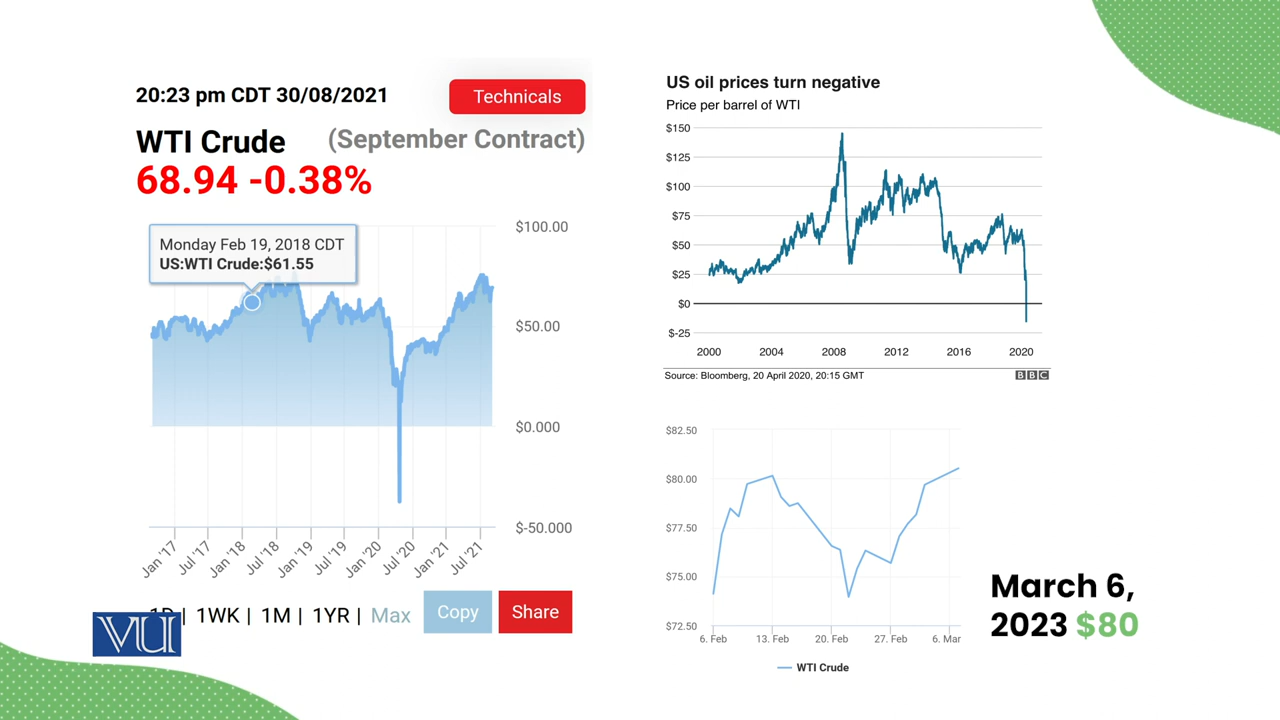 20:23 pm CDT 30/08/2021
Technicals
WTI Crude (September Contract)
68.94 -0.38%
Monday Feb 19, 2018 CDT
US:WTI Crude:$61.55
$100.00
$50.00
$0.000
$-50.000
Jan '17 Jul '17 Jan '18 Jul '18 Jan '19 Jul '19 Jan '20 Jul '20 Jan '21 Jul '21
1D | 1WK | 1M | 1YR | Max
Copy
Share
VU
US oil prices turn negative
Price per barrel of WTI
$150
$125
$100
$75
$50
$25
$0
$-25
2000 2004 2008 2012 2016 2020
Source: Bloomberg, 20 April 2020, 20:15 GMT
BBC
$82.50
$80.00
$77.50
$75.00
$72.50
6. Feb 13. Feb 20. Feb 27. Feb 6. Mar
WTI Crude
March 6,
2023 $80